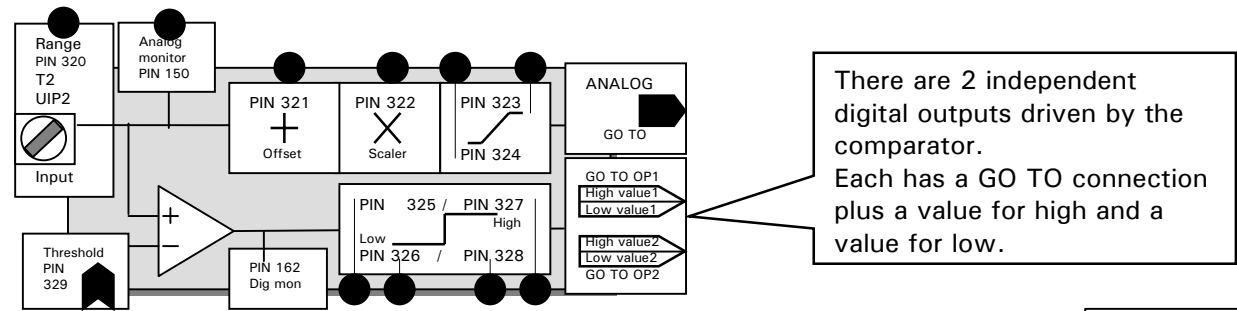 Range
PIN 320
T2
UIP2
Input
Analog
monitor
PIN 150
PIN 321
Offset
PIN 322
Scaler
PIN 323
PIN 324
ANALOG
GO TO
GO TO OP1
High value1
Low value1
High value2
Low value2
GO TO OP2
PIN 325 / PIN 327
High
Low
PIN 326 / PIN 328
+
−
Threshold
PIN
329
PIN 162
Dig mon
There are 2 independent
digital outputs driven by the
comparator.
Each has a GO TO connection
plus a value for high and a
value for low.